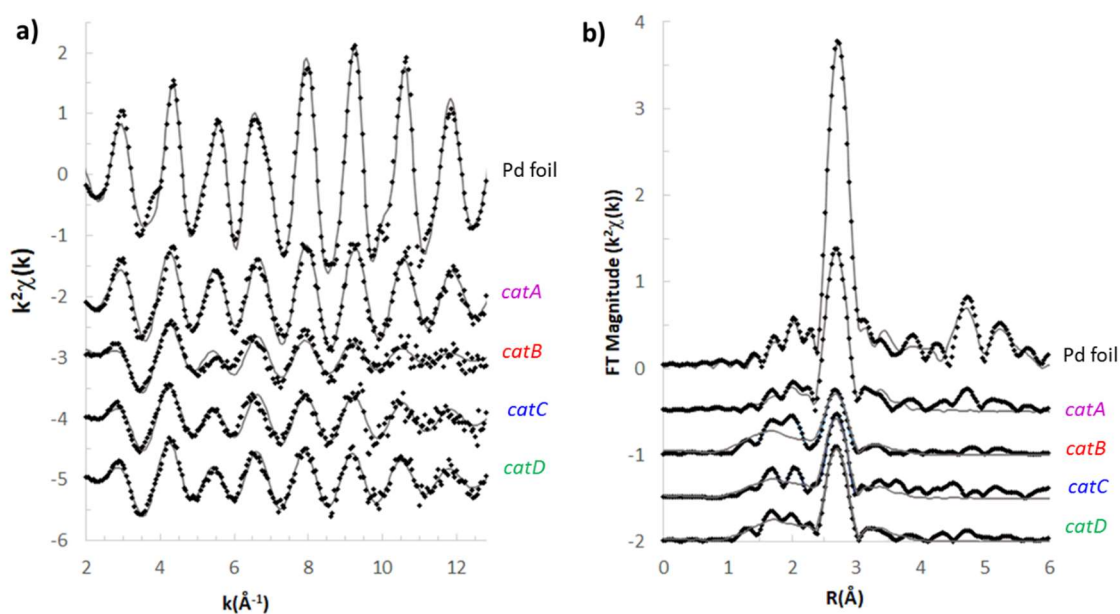 a)
2
1
0
-1
-2
-3
-4
-5
-6
k²χ(k)
2 4 6 8 10 12
k(Å⁻¹)
Pd foil
catA
catB
catC
catD
b)
4
3
2
1
0
-1
-2
FT Magnitude (k²χ(k))
0 1 2 3 4 5 6
R(Å)
Pd foil
catA
catB
catC
catD